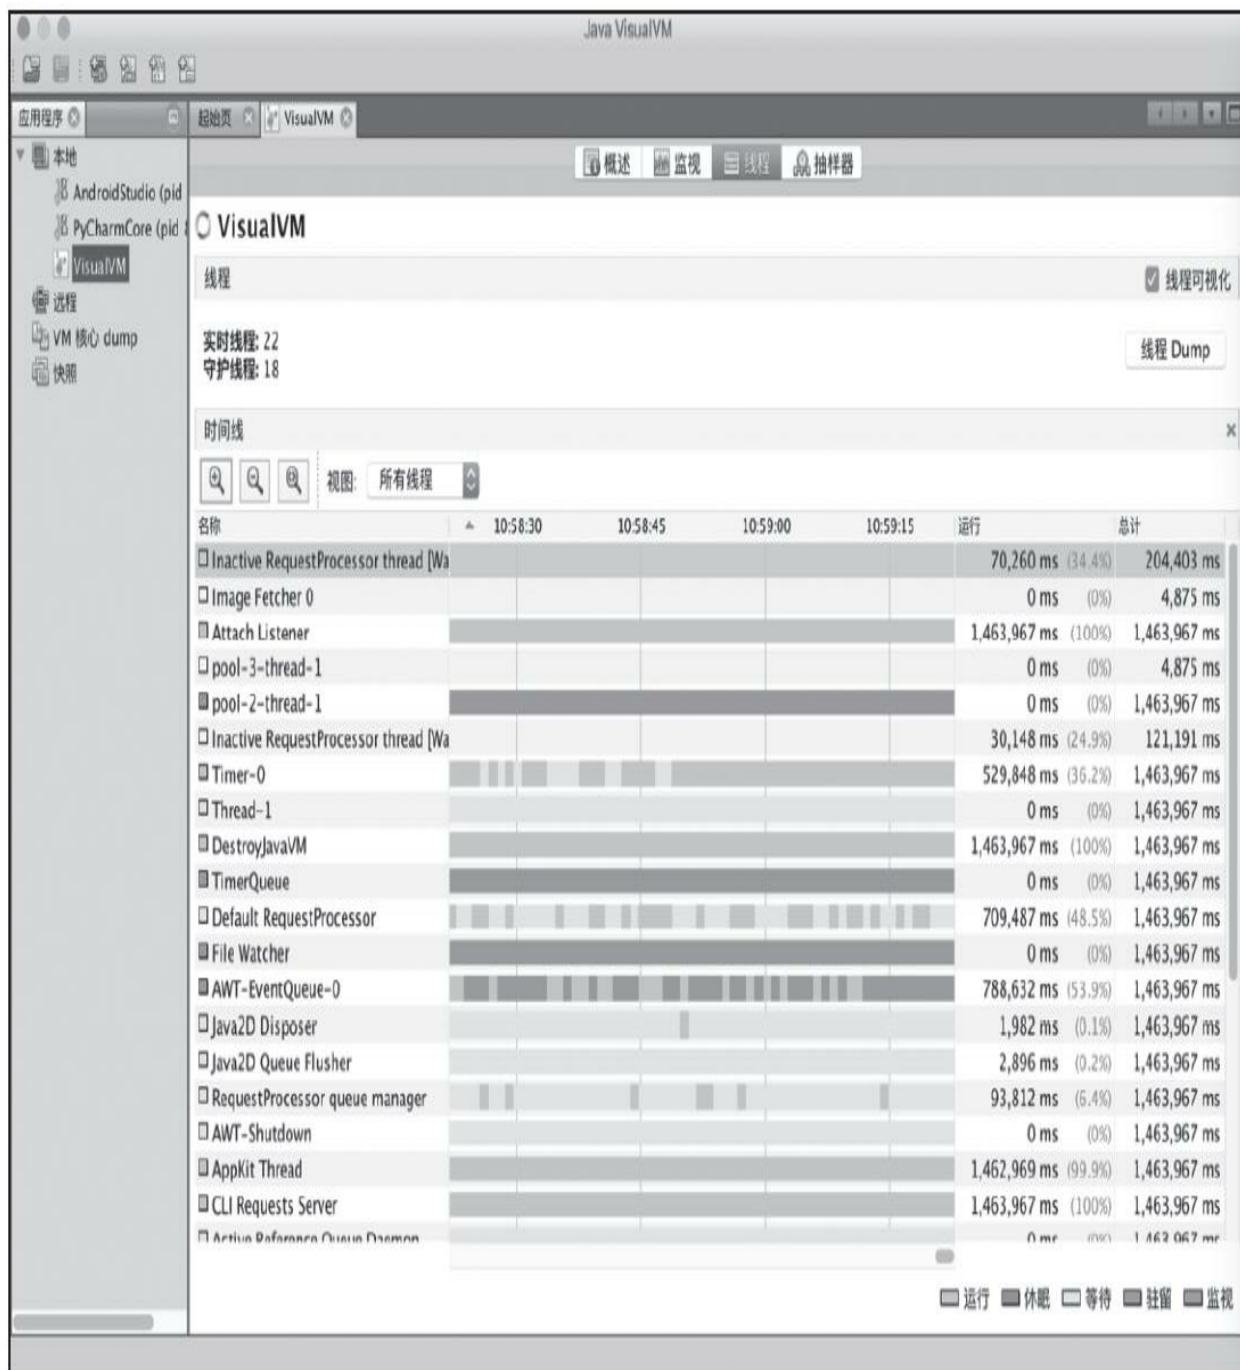 Java VisualVM
应用程序
起始页 VisualVM
本地
AndroidStudio (pid
PyCharmCore (pid
VisualVM
远程
VM 核心 dump
快照
概述 监视 线程 抽样器
VisualVM
线程 线程可视化
实时线程: 22
守护线程: 18
线程 Dump
时间线
视图: 所有线程
名称 10:58:30 10:58:45 10:59:00 10:59:15 运行 总计
Inactive RequestProcessor thread [Wa 70,260 ms (34.4%) 204,403 ms
Image Fetcher 0 0 ms (0%) 4,875 ms
Attach Listener 1,463,967 ms (100%) 1,463,967 ms
pool-3-thread-1 0 ms (0%) 4,875 ms
pool-2-thread-1 0 ms (0%) 1,463,967 ms
Inactive RequestProcessor thread [Wa 30,148 ms (24.9%) 121,191 ms
Timer-0 529,848 ms (36.2%) 1,463,967 ms
Thread-1 0 ms (0%) 1,463,967 ms
DestroyJavaVM 1,463,967 ms (100%) 1,463,967 ms
TimerQueue 0 ms (0%) 1,463,967 ms
Default RequestProcessor 709,487 ms (48.5%) 1,463,967 ms
File Watcher 0 ms (0%) 1,463,967 ms
AWT-EventQueue-0 788,632 ms (53.9%) 1,463,967 ms
Java2D Disposer 1,982 ms (0.1%) 1,463,967 ms
Java2D Queue Flusher 2,896 ms (0.2%) 1,463,967 ms
RequestProcessor queue manager 93,812 ms (6.4%) 1,463,967 ms
AWT-Shutdown 0 ms (0%) 1,463,967 ms
AppKit Thread 1,462,969 ms (99.9%) 1,463,967 ms
CLI Requests Server 1,463,967 ms (100%) 1,463,967 ms
Active Reference Queue Daemon 0 ms (0%) 1,463,967 ms
运行 休眠 等待 驻留 监视